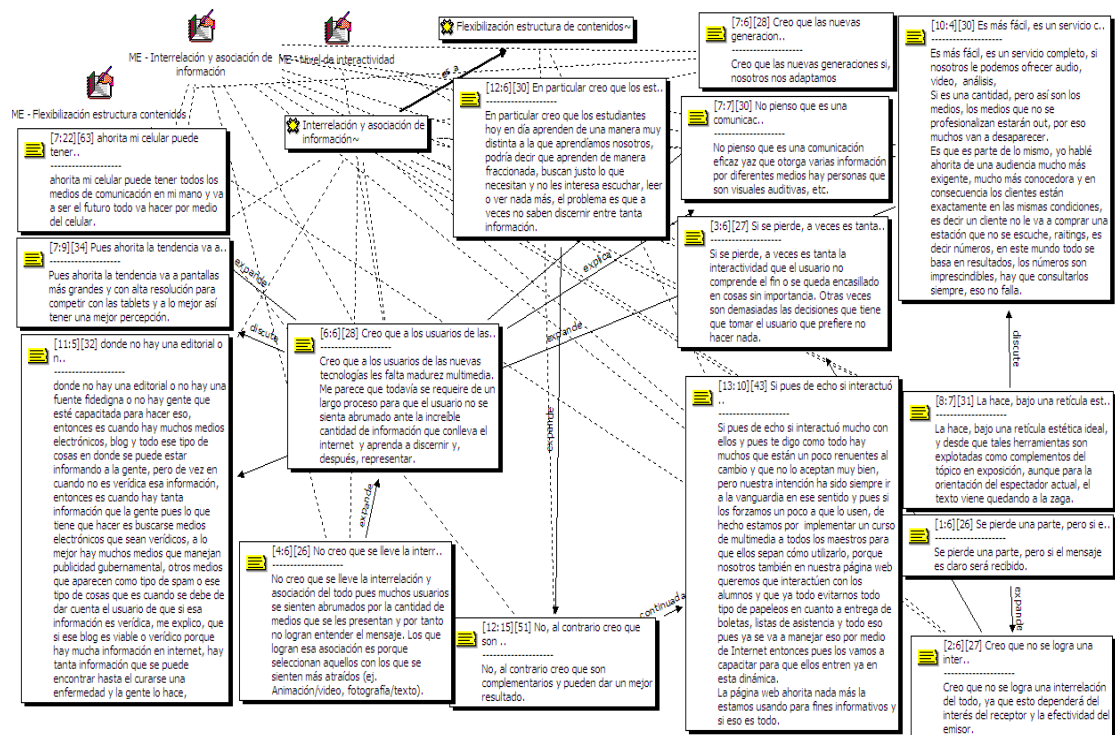 ME - Interrelación y asociación de
información
ME - Nivel de interactividad
ME - Flexibilización estructura contenidos
Flexibilización estructura de contenidos~
es a
Interrelación y asociación de
información~
[7:22][63] ahorita mi celular puede
tener..
--------------------
ahorita mi celular puede tener todos los
medios de comunicación en mi mano y va
a ser el futuro todo va hacer por medio
del celular.
[7:9][34] Pues ahorita la tendencia va a..
--------------------
Pues ahorita la tendencia va a pantallas
más grandes y con alta resolución para
competir con las tablets y a lo mejor así
tener una mejor percepción.
[11:5][32] donde no hay una editorial o
n..
--------------------
donde no hay una editorial o no hay una
fuente fidedigna o no hay gente que
esté capacitada para hacer eso,
entonces es cuando hay muchos medios
electrónicos, blog y todo ese tipo de
cosas en donde se puede estar
informando a la gente, pero de vez en
cuando no es verídica esa información,
entonces es cuando hay tanta
información que la gente pues lo que
tiene que hacer es buscarse medios
electrónicos que sean verídicos, a lo
mejor hay muchos medios que manejan
publicidad gubernamental, otros medios
que aparecen como tipo de spam o ese
tipo de cosas que es cuando se debe de
dar cuenta el usuario de que si esa
información es verídica, me explico, que
si ese blog es viable o verídico porque
hay mucha información en internet, hay
tanta información que se puede
encontrar hasta el curarse una
enfermedad y la gente lo hace,
expande
discute
[6:6][28] Creo que a los usuarios de las..
--------------------
Creo que a los usuarios de las nuevas
tecnologías les falta madurez multimedia.
Me parece que todavía se requeire de un
largo proceso para que el usuario no se
sienta abrumado ante la increíble
cantidad de información que conlleva el
internet y aprenda a discernir y,
después, representar.
expande
[4:6][26] No creo que se lleve la interr..
--------------------
No creo que se lleve la interrelación y
asociación del todo pues muchos usuarios
se sienten abrumados por la cantidad de
medios que se les presentan y por tanto
no logran entender el mensaje. Los que
logran esa asociación es porque
seleccionan aquellos con los que se
sienten más atraídos (ej.
Animación/video, fotografía/texto).
[12:6][30] En particular creo que los est..
--------------------
En particular creo que los estudiantes
hoy en día aprenden de una manera muy
distinta a la que aprendíamos nosotros,
podría decir que aprenden de manera
fraccionada, buscan justo lo que
necesitan y no les interesa escuchar, leer
o ver nada más, el problema es que a
veces no saben discernir entre tanta
información.
explica
expande
expande
[12:15][51] No, al contrario creo que
son ..
--------------------
No, al contrario creo que son
complementarios y pueden dar un mejor
resultado.
continuada
[7:6][28] Creo que las nuevas
generacion..
--------------------
Creo que las nuevas generaciones si,
nosotros nos adaptamos
[7:7][30] No pienso que es una
comunicac..
--------------------
No pienso que es una comunicación
eficaz yaz que otorga varias información
por diferentes medios hay personas que
son visuales auditivas, etc.
[3:6][27] Si se pierde, a veces es tanta..
--------------------
Si se pierde, a veces es tanta la
interactividad que el usuario no
comprende el fin o se queda encasillado
en cosas sin importancia. Otras veces
son demasiadas las decisiones que tiene
que tomar el usuario que prefiere no
hacer nada.
[13:10][43] Si pues de echo si interactuó
..
--------------------
Si pues de echo si interactuó mucho con
ellos y pues te digo como todo hay
muchos que están un poco renuentes al
cambio y que no lo aceptan muy bien,
pero nuestra intención ha sido siempre ir
a la vanguardia en ese sentido y pues si
los forzamos un poco a que lo usen, de
hecho estamos por implementar un curso
de multimedia a todos los maestros para
que ellos sepan cómo utilizarlo, porque
nosotros también en nuestra página web
queremos que interactúen con los
alumnos y que ya todo evitarnos todo
tipo de papeleos en cuanto a entrega de
boletas, listas de asistencia y todo eso
pues ya se va a manejar eso por medio
de Internet entonces pues los vamos a
capacitar para que ellos entren ya en
esta dinámica.
La página web ahorita nada más la
estamos usando para fines informativos y
si eso es todo.
[10:4][30] Es más fácil, es un servicio c..
--------------------
Es más fácil, es un servicio completo, si
nosotros le podemos ofrecer audio,
video, análisis,
Si es una cantidad, pero así son los
medios, los medios que no se
profesionalizan estarán out, por eso
muchos van a desaparecer.
Es que es parte de lo mismo, yo hablé
ahorita de una audiencia mucho más
exigente, mucho más conocedora y en
consecuencia los clientes están
exactamente en las mismas condiciones,
es decir un cliente no le va a comprar una
estación que no se escuche, raitings, es
decir números, en este mundo todo se
basa en resultados, los números son
imprescindibles, hay que consultarlos
siempre, eso no falla.
discute
[8:7][31] La hace, bajo una retícula est..
--------------------
La hace, bajo una retícula estética ideal,
y desde que tales herramientas son
explotadas como complementos del
tópico en exposición, aunque para la
orientación del espectador actual, el
texto viene quedando a la zaga.
[1:6][26] Se pierde una parte, pero si e..
--------------------
Se pierde una parte, pero si el mensaje
es claro será recibido.
expande
[2:6][27] Creo que no se logra una
inter..
--------------------
Creo que no se logra una interrelación
del todo, ya que esto dependerá del
interés del receptor y la efectividad del
emisor.